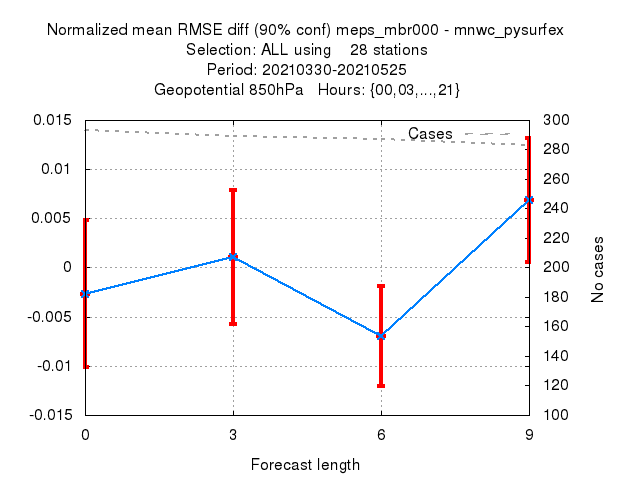 Normalized mean RMSE diff (90% conf) meps_mbr000 - mnwc_pysurfex
Selection: ALL using    28 stations
Period: 20210330-20210525
Geopotential 850hPa   Hours: {00,03,...,21}
0.015
0.01
0.005
0
-0.005
-0.01
-0.015
Cases
300
280
260
240
220
200
180
160
140
120
100
No cases
0 3 6 9
Forecast length